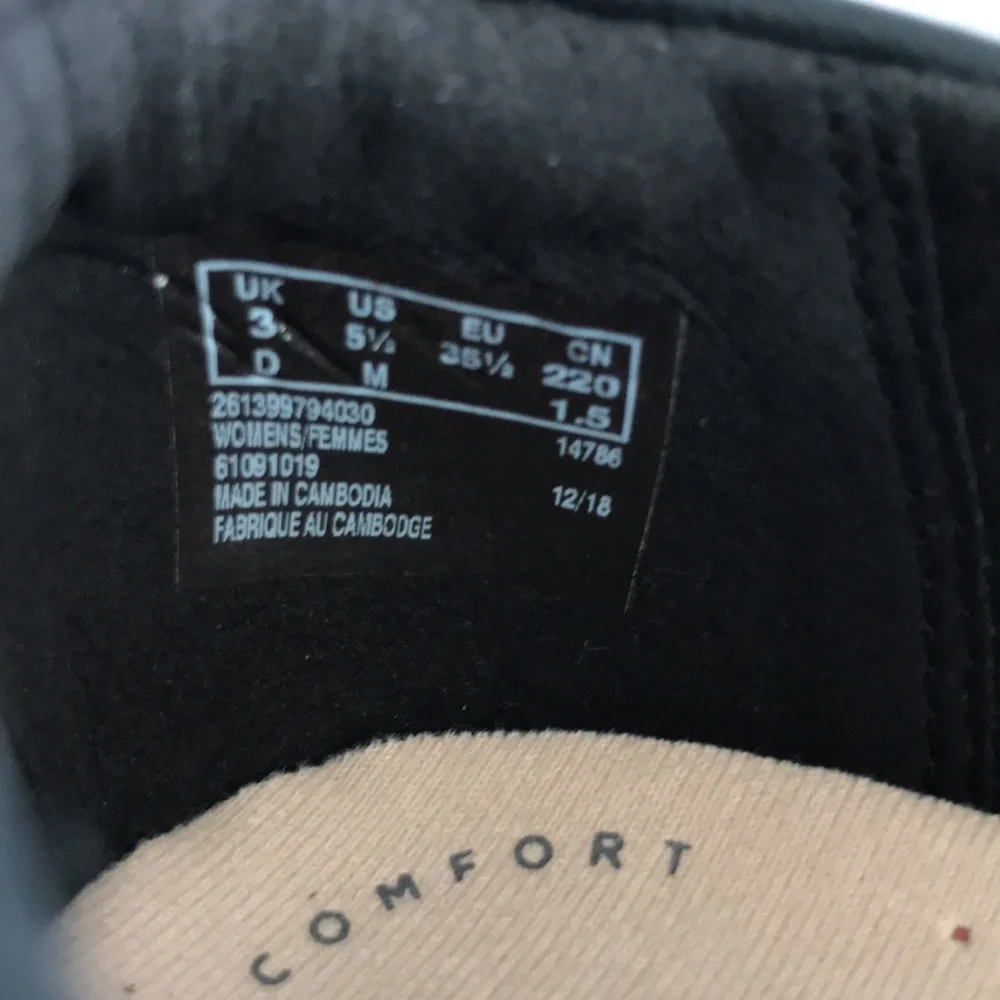 UK US EU CN
3 5½ 35½ 220
D M 1.5
261399794030
WOMENS/FEMMES 14786
61091019
MADE IN CAMBODIA 12/18
FABRIQUE AU CAMBODGE
COMFORT